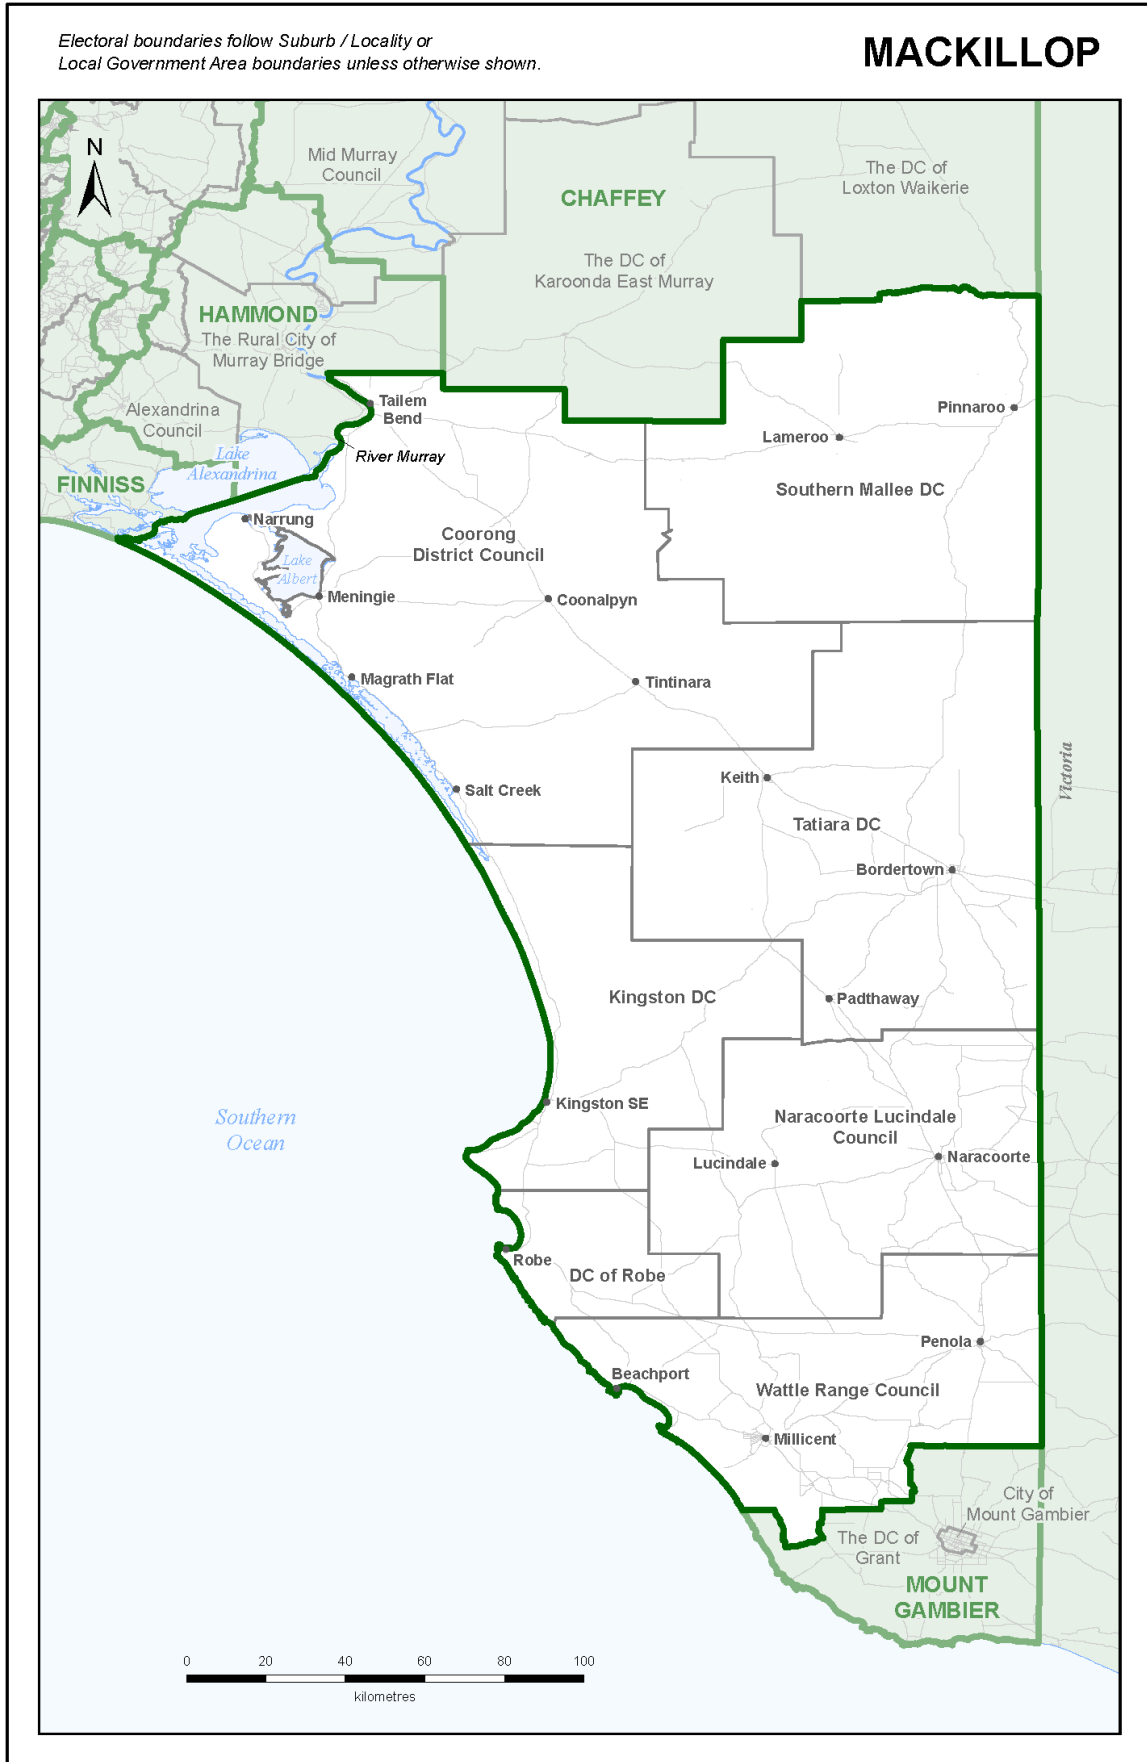 Electoral boundaries follow Suburb / Locality or
Local Government Area boundaries unless otherwise shown.
MACKILLOP
N
Mid Murray
Council
The DC of
Loxton Waikerie
CHAFFEY
The DC of
Karoonda East Murray
HAMMOND
The Rural City of
Murray Bridge
Alexandrina
Council
Tailem
Bend
Pinnaroo
Lameroo
River Murray
Lake
Alexandrina
FINNISS
Southern Mallee DC
Narrung
Coorong
District Council
Lake
Albert
Meningie
Coonalpyn
Magrath Flat
Tintinara
Victoria
Keith
Salt Creek
Tatiara DC
Bordertown
Kingston DC
Padthaway
Kingston SE
Southern
Ocean
Naracoorte Lucindale
Council
Lucindale
Naracoorte
Robe
DC of Robe
Penola
Beachport
Wattle Range Council
Millicent
City of
Mount Gambier
The DC of
Grant
MOUNT
GAMBIER
0 20 40 60 80 100
kilometres